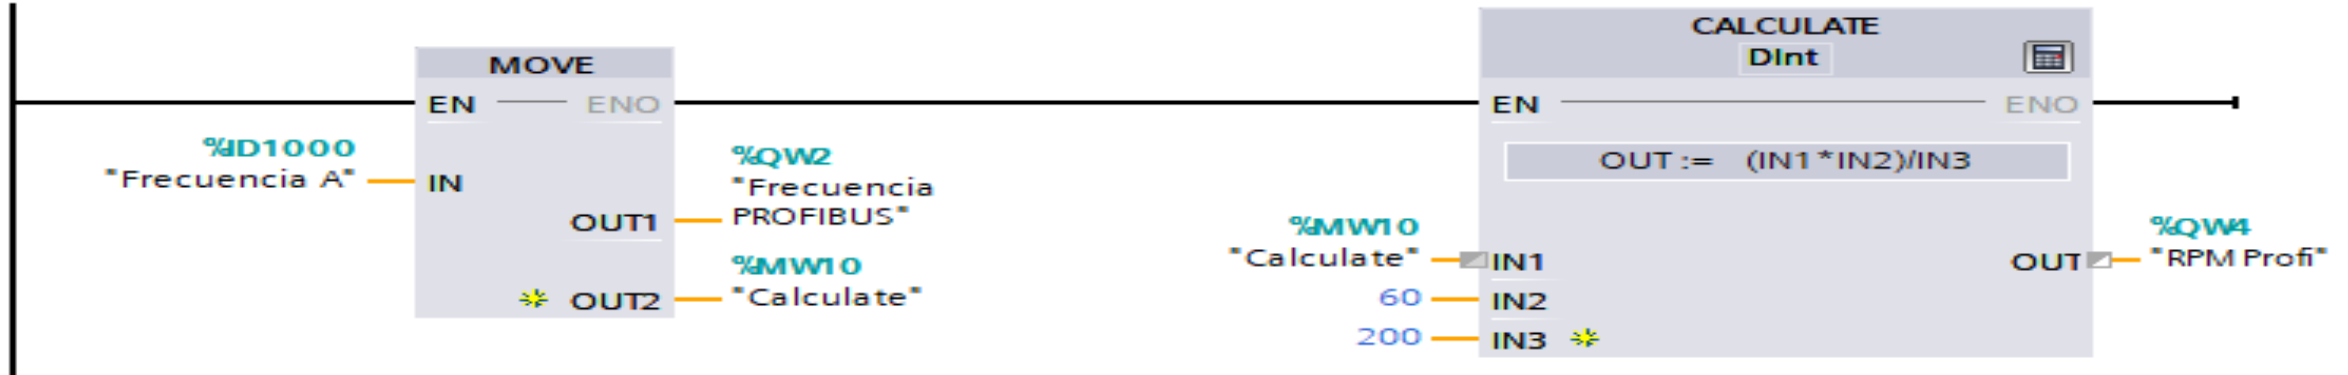 MOVE
EN
ENO
%ID1000
"Frecuencia A"
IN
OUT1
%QW2
"Frecuencia
PROFIBUS"
OUT2
%MW10
"Calculate"
CALCULATE
DInt
EN
ENO
OUT := (IN1*IN2)/IN3
%MW10
"Calculate"
IN1
60
IN2
200
IN3
OUT
%QW4
"RPM Profi"